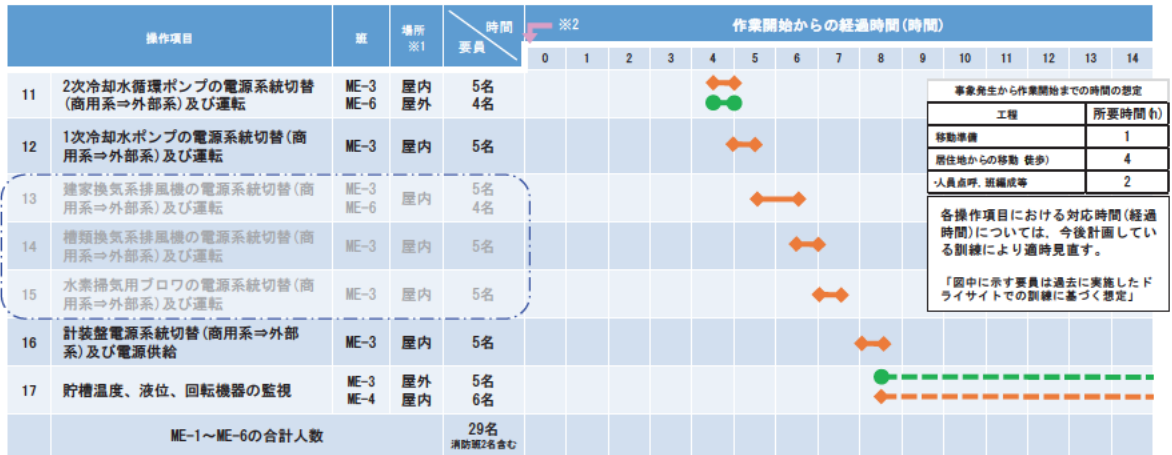 操作項目
班
場所
※1
時間
要員
※2
作業開始からの経過時間(時間)
0 1 2 3 4 5 6 7 8 9 10 11 12 13 14
11
2次冷却水循環ポンプの電源系統切替
(商用系⇒外部系)及び運転
ME-3
ME-6
屋内
屋外
5名
4名
12
1次冷却水ポンプの電源系統切替(商
用系⇒外部系)及び運転
ME-3
屋内
5名
13
建家換気系排風機の電源系統切替(商
用系⇒外部系)及び運転
ME-3
ME-6
屋内
5名
4名
14
槽類換気系排風機の電源系統切替(商
用系⇒外部系)及び運転
ME-3
屋内
5名
15
水素掃気用ブロワの電源系統切替(商
用系⇒外部系)及び運転
ME-3
屋内
5名
16
計装盤電源系統切替(商用系⇒外部
系)及び電源供給
ME-3
屋内
5名
17
貯槽温度、液位、回転機器の監視
ME-3
ME-4
屋外
屋内
5名
6名
ME-1～ME-6の合計人数
29名
消防班2名含む
事象発生から作業開始までの時間の想定
工程
所要時間(h)
移動準備
1
居住地からの移動 徒歩)
4
･人員点呼、班編成等
2
各操作項目における対応時間(経過
時間)については、今後計画してい
る訓練により適時見直す。
「図中に示す要員は過去に実施したド
ライサイトでの訓練に基づく想定」